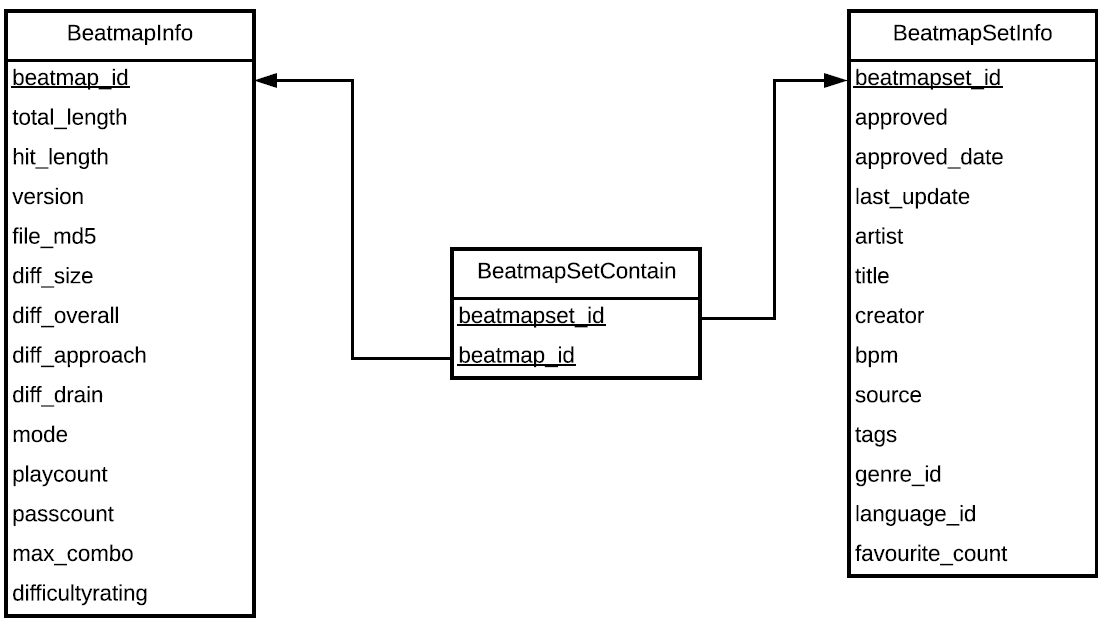 BeatmapInfo
beatmap_id
total_length
hit_length
version
file_md5
diff_size
diff_overall
diff_approach
diff_drain
mode
playcount
passcount
max_combo
difficultyrating
BeatmapSetContain
beatmapset_id
beatmap_id
BeatmapSetInfo
beatmapset_id
approved
approved_date
last_update
artist
title
creator
bpm
source
tags
genre_id
language_id
favourite_count